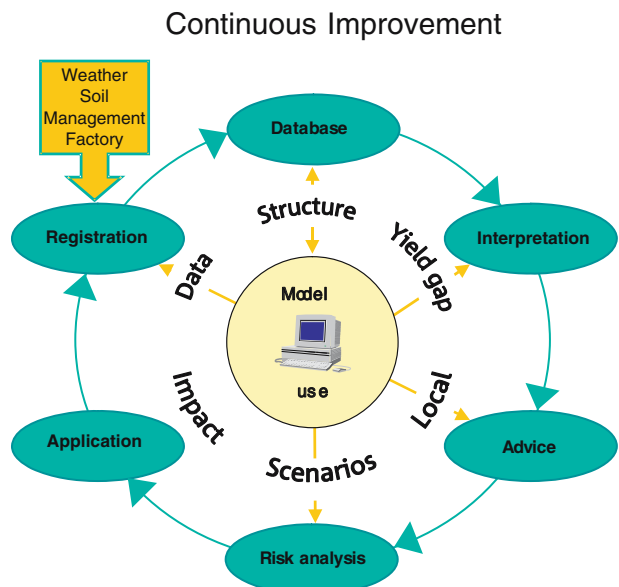 Continuous Improvement
Weather
Soil
Management
Factory
Database
Structure
Registration
Data
Yield gap
Interpretation
Model
use
Impact
Local
Application
Scenarios
Advice
Risk analysis